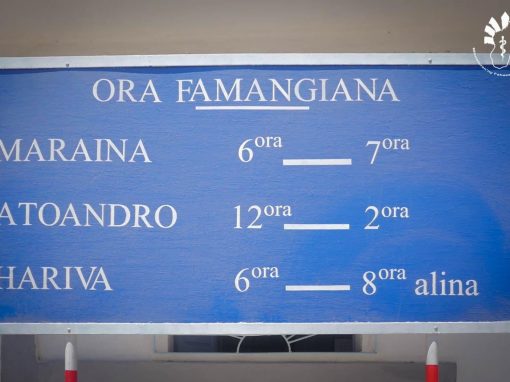 ORA FAMANGIANA
MARAINA 6ora 7ora
ATOANDRO 12ora 2ora
HARIVA 6ora 8ora alina